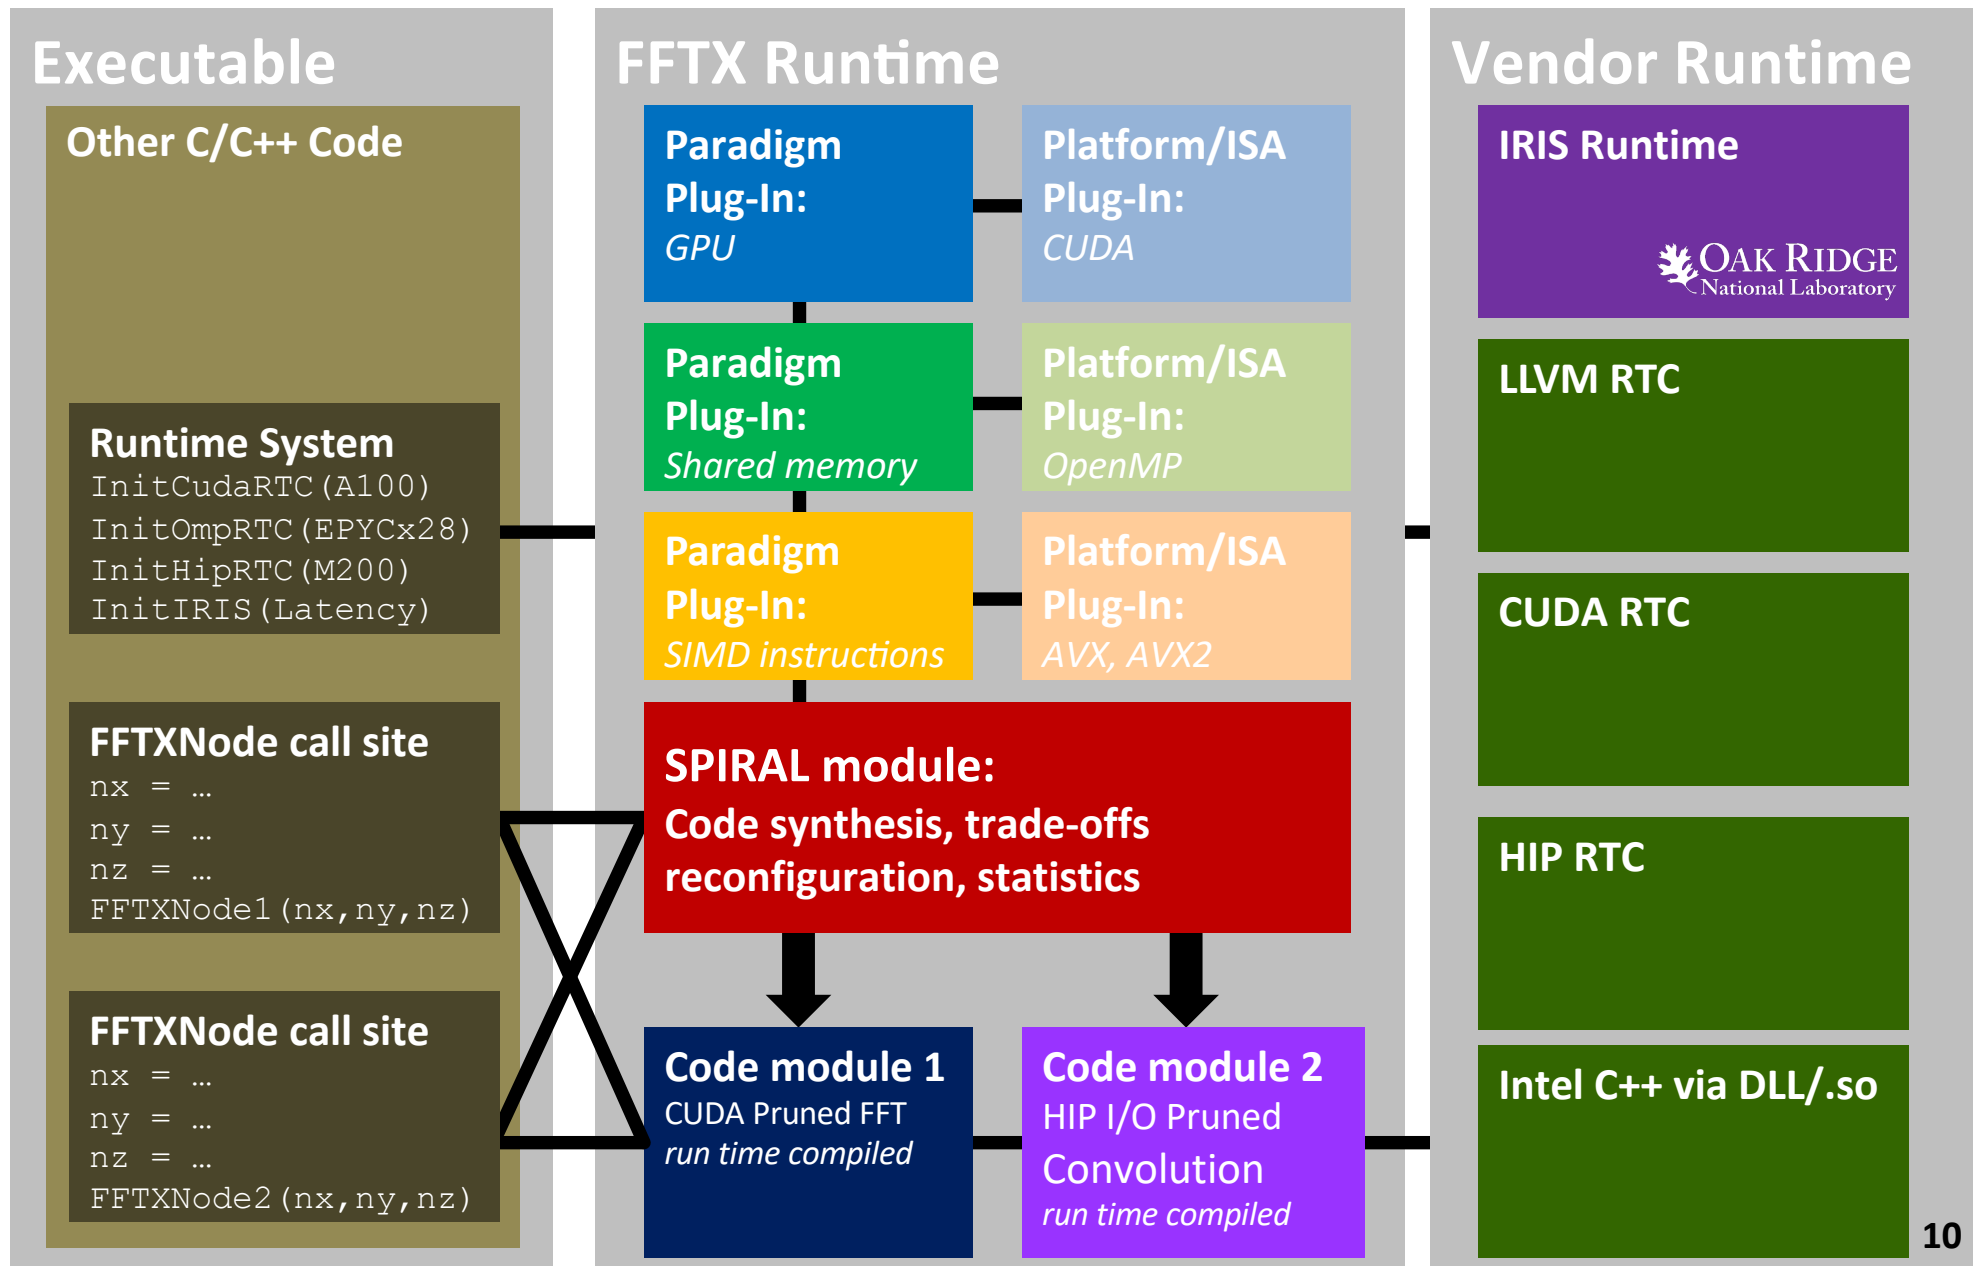 Executable
Other C/C++ Code
Runtime System
InitCudaRTC(A100)
InitOmpRTC(EPYCx28)
InitHipRTC(M200)
InitIRIS(Latency)
FFTXNode call site
nx = …
ny = …
nz = …
FFTXNode1(nx,ny,nz)
FFTXNode call site
nx = …
ny = …
nz = …
FFTXNode2(nx,ny,nz)
FFTX Runtime
Paradigm
Plug-In:
GPU
Platform/ISA
Plug-In:
CUDA
Paradigm
Plug-In:
Shared memory
Platform/ISA
Plug-In:
OpenMP
Paradigm
Plug-In:
SIMD instructions
Platform/ISA
Plug-In:
AVX, AVX2
SPIRAL module:
Code synthesis, trade-offs
reconfiguration, statistics
Code module 1
CUDA Pruned FFT
run time compiled
Code module 2
HIP I/O Pruned
Convolution
run time compiled
Vendor Runtime
IRIS Runtime
OAK RIDGE
National Laboratory
LLVM RTC
CUDA RTC
HIP RTC
Intel C++ via DLL/.so
10